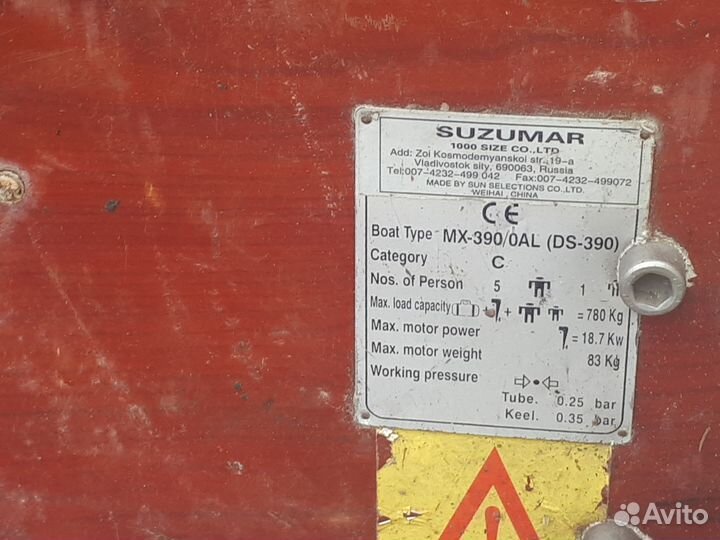 SUZUMAR
1000 SIZE CO.,LTD
Add: Zoi Kosmodemyanskoi str.,19-a
Vladivostok sity, 690063, Russia
Tel:007-4232-499 042 Fax:007-4232-499072
MADE BY SUN SELECTIONS CO.,LTD.
WEIHAI, CHINA
CE
Boat Type MX-390/0AL (DS-390)
Category C
Nos. of Person 5 1
Max. load capacity + + = 780 Kg
Max. motor power = 18.7 Kw
Max. motor weight 83 Kg
Working pressure
Tube. 0.25 bar
Keel. 0.35 bar
Avito